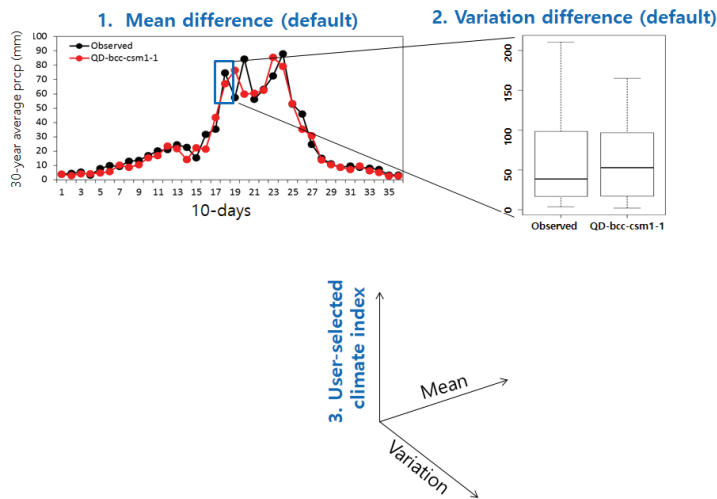 1. Mean difference (default)
2. Variation difference (default)
30-year average prcp (mm)
100
90
80
70
60
50
40
30
20
10
Observed
QD-bcc-csm1-1
1 3 5 7 9 11 13 15 17 19 21 23 25 27 29 31 33 35
10-days
200
150
100
50
0
Observed QD-bcc-csm1-1
3. User-selected
climate index
Mean
Variation